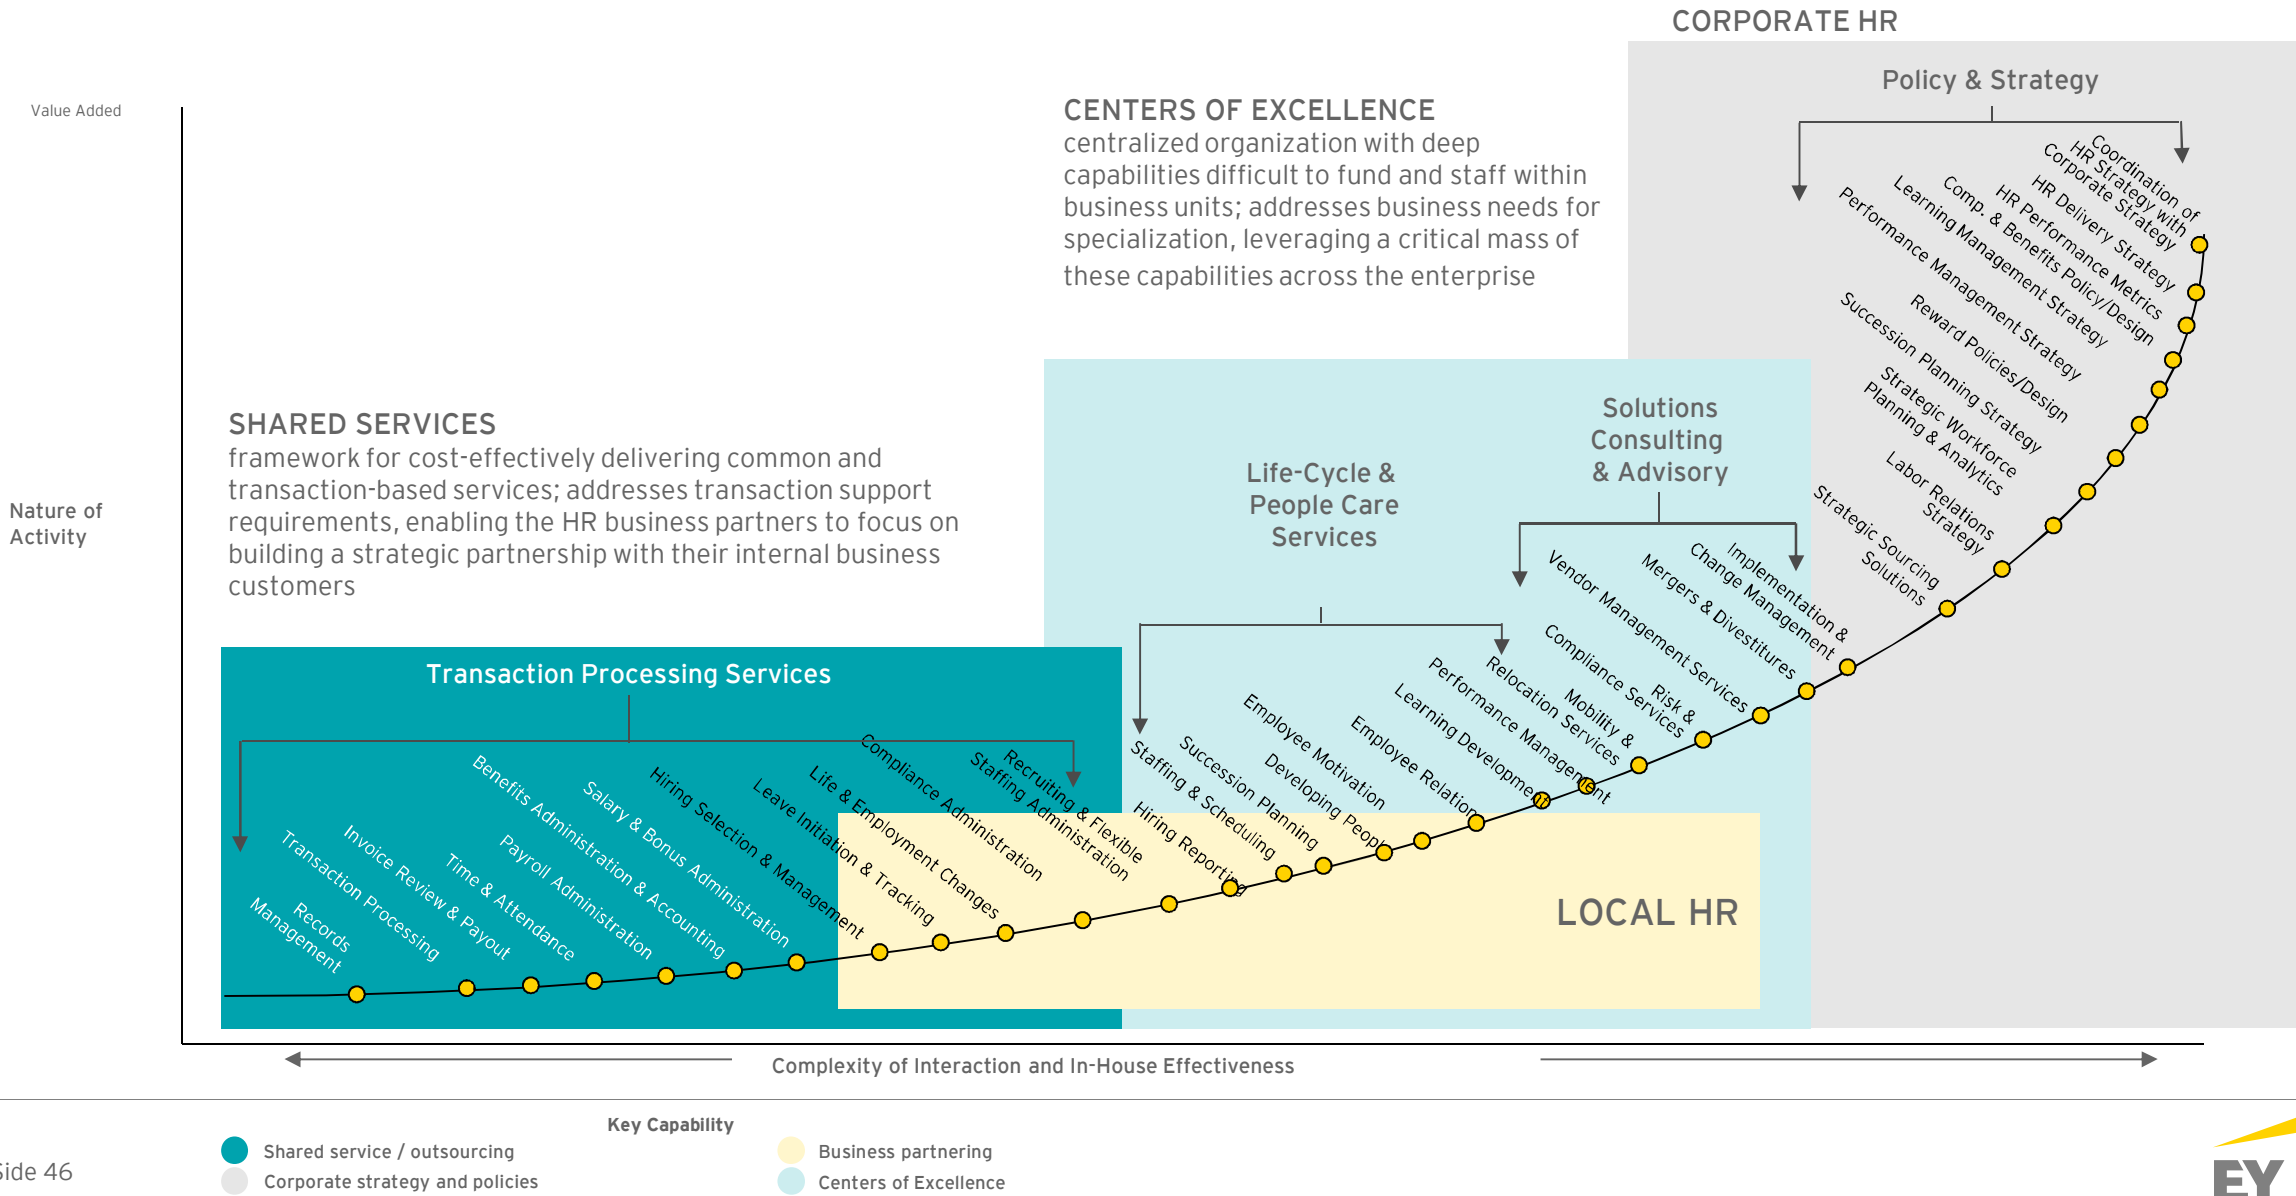 CORPORATE HR
Policy & Strategy
Value Added
CENTERS OF EXCELLENCE
centralized organization with deep
capabilities difficult to fund and staff within
business units; addresses business needs for
specialization, leveraging a critical mass of
these capabilities across the enterprise
Coordination of
HR Strategy with
Corporate Strategy
HR Delivery Strategy
HR Performance Metrics
Comp. & Benefits Policy/Design
Learning Management Strategy
Performance Management Strategy
Reward Policies/Design
Succession Planning Strategy
Strategic Workforce
Planning & Analytics
Labor Relations
Strategy
Strategic Sourcing
Solutions
SHARED SERVICES
framework for cost-effectively delivering common and
transaction-based services; addresses transaction support
requirements, enabling the HR business partners to focus on
building a strategic partnership with their internal business
customers
Nature of
Activity
Solutions
Consulting
& Advisory
Life-Cycle &
People Care
Services
Implementation &
Change Management
Mergers & Divestitures
Vendor Management Services
Risk &
Compliance Services
Mobility &
Relocation Services
Performance Management
Learning Development
Employee Relation
Employee Motivation
Developing Peopl
Succession Planning
Staffing & Scheduling
Hiring Reporting
Transaction Processing Services
Recruiting & Flexible
Staffing Administration
Compliance Administration
Life & Employment Changes
Leave Initiation & Tracking
Hiring Selection & Management
Salary & Bonus Administration
Benefits Administration & Accounting
Payroll Administration
Time & Attendance
Invoice Review & Payout
Transaction Processing
Records
Management
LOCAL HR
Complexity of Interaction and In-House Effectiveness
Key Capability
Shared service / outsourcing
Business partnering
Corporate strategy and policies
Centers of Excellence
Side 46
EY